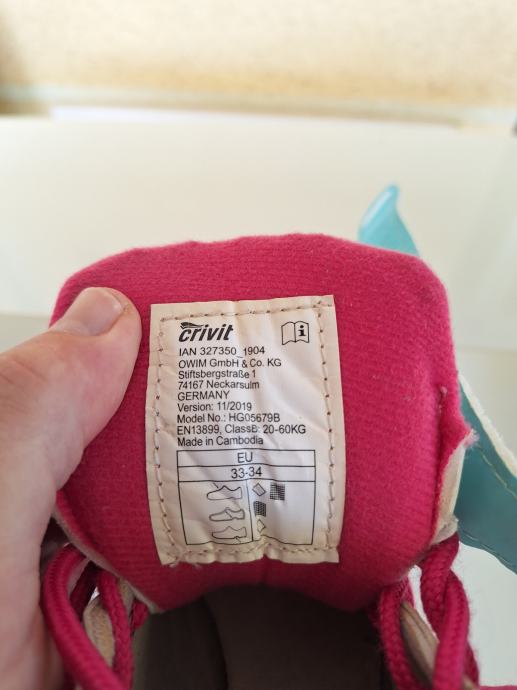 crivit
IAN 327350_1904
OWIM GmbH & Co. KG
Stiftsbergstraße 1
74167 Neckarsulm
GERMANY
Version: 11/2019
Model No.: HG05679B
EN13899, ClassB: 20-60KG
Made in Cambodia
EU
33-34